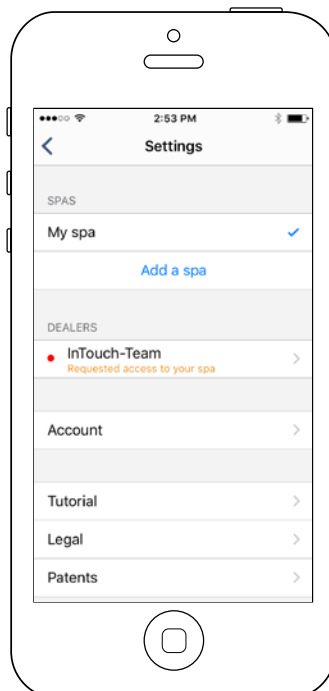 2:53 PM
Settings
SPAS
My spa
Add a spa
DEALERS
InTouch-Team
Requested access to your spa
Account
Tutorial
Legal
Patents